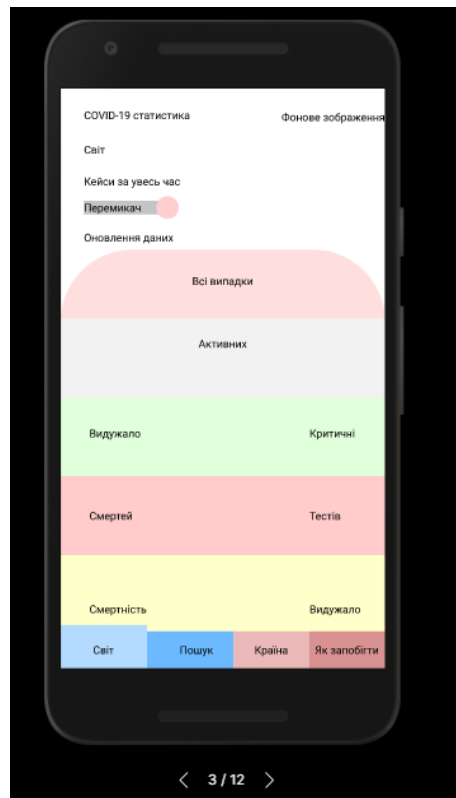 COVID-19 статистика
Фонове зображення
Світ
Кейси за увесь час
Перемикач
Оновлення даних
Всі випадки
Активних
Видужало Критичні
Смертей Тестів
Смертність Видужало
Світ Пошук Країна Як запобігти
3 / 12